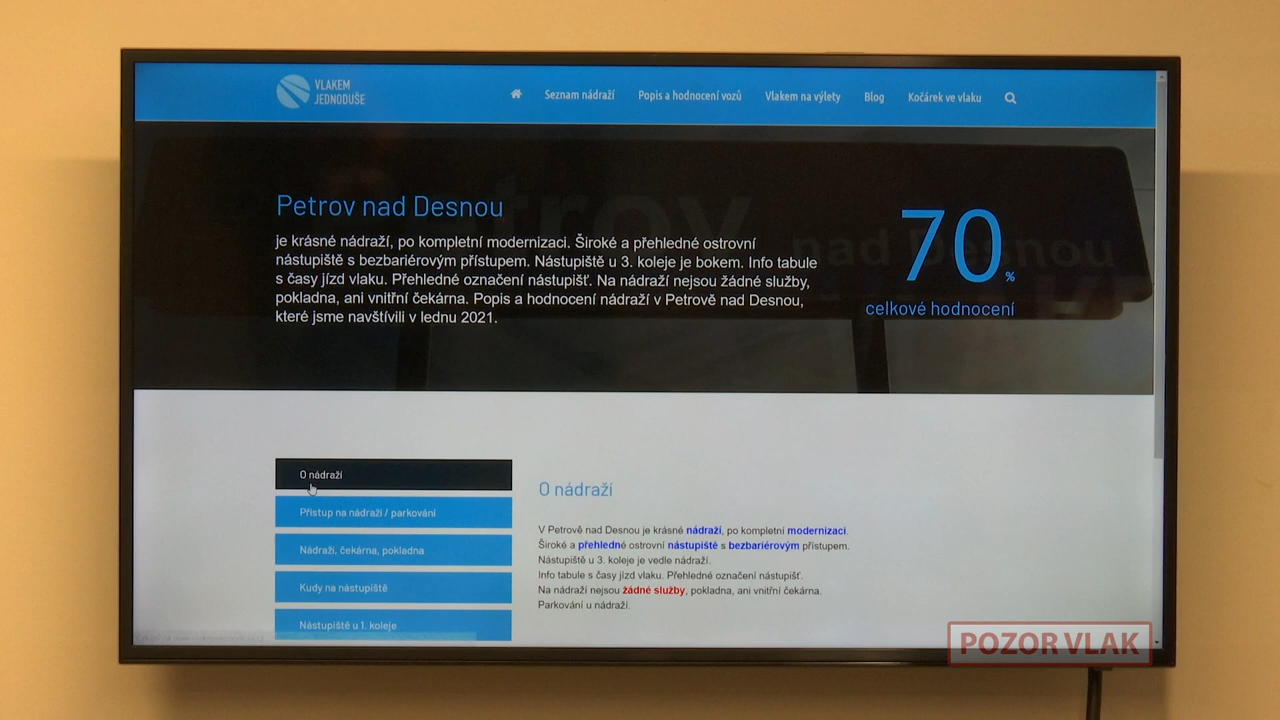 VLAKEM
JEDNODUŠE
Seznam nádraží
Popis a hodnocení vozů
Vlakem na výlety
Blog
Kočárek ve vlaku
Petrov nad Desnou
je krásné nádraží, po kompletní modernizaci. Široké a přehledné ostrovní
nástupiště s bezbariérovým přístupem. Nástupiště u 3. koleje je bokem. Info tabule
s časy jízd vlaku. Přehledné označení nástupišť. Na nádraží nejsou žádné služby,
pokladna, ani vnitřní čekárna. Popis a hodnocení nádraží v Petrově nad Desnou,
které jsme navštívili v lednu 2021.
trov
nad Desnou
70%
celkové hodnocení
O nádraží
Přístup na nádraží / parkování
Nádraží, čekárna, pokladna
Kudy na nástupiště
Nástupiště u 1. koleje
O nádraží
V Petrově nad Desnou je krásné nádraží, po kompletní modernizaci.
Široké a přehledné ostrovní nástupiště s bezbariérovým přístupem.
Nástupiště u 3. koleje je vedle nádraží.
Info tabule s časy jízd vlaku. Přehledné označení nástupišť.
Na nádraží nejsou žádné služby, pokladna, ani vnitřní čekárna.
Parkování u nádraží.
POZOR VLAK